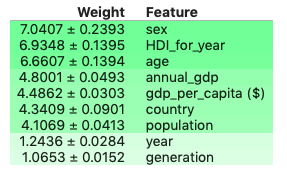 Weight Feature
7.0407 ± 0.2393 sex
6.9348 ± 0.1395 HDI_for_year
6.6607 ± 0.1394 age
4.8001 ± 0.0493 annual_gdp
4.4862 ± 0.0303 gdp_per_capita ($)
4.3409 ± 0.0901 country
4.1069 ± 0.0413 population
1.2436 ± 0.0284 year
1.0653 ± 0.0152 generation